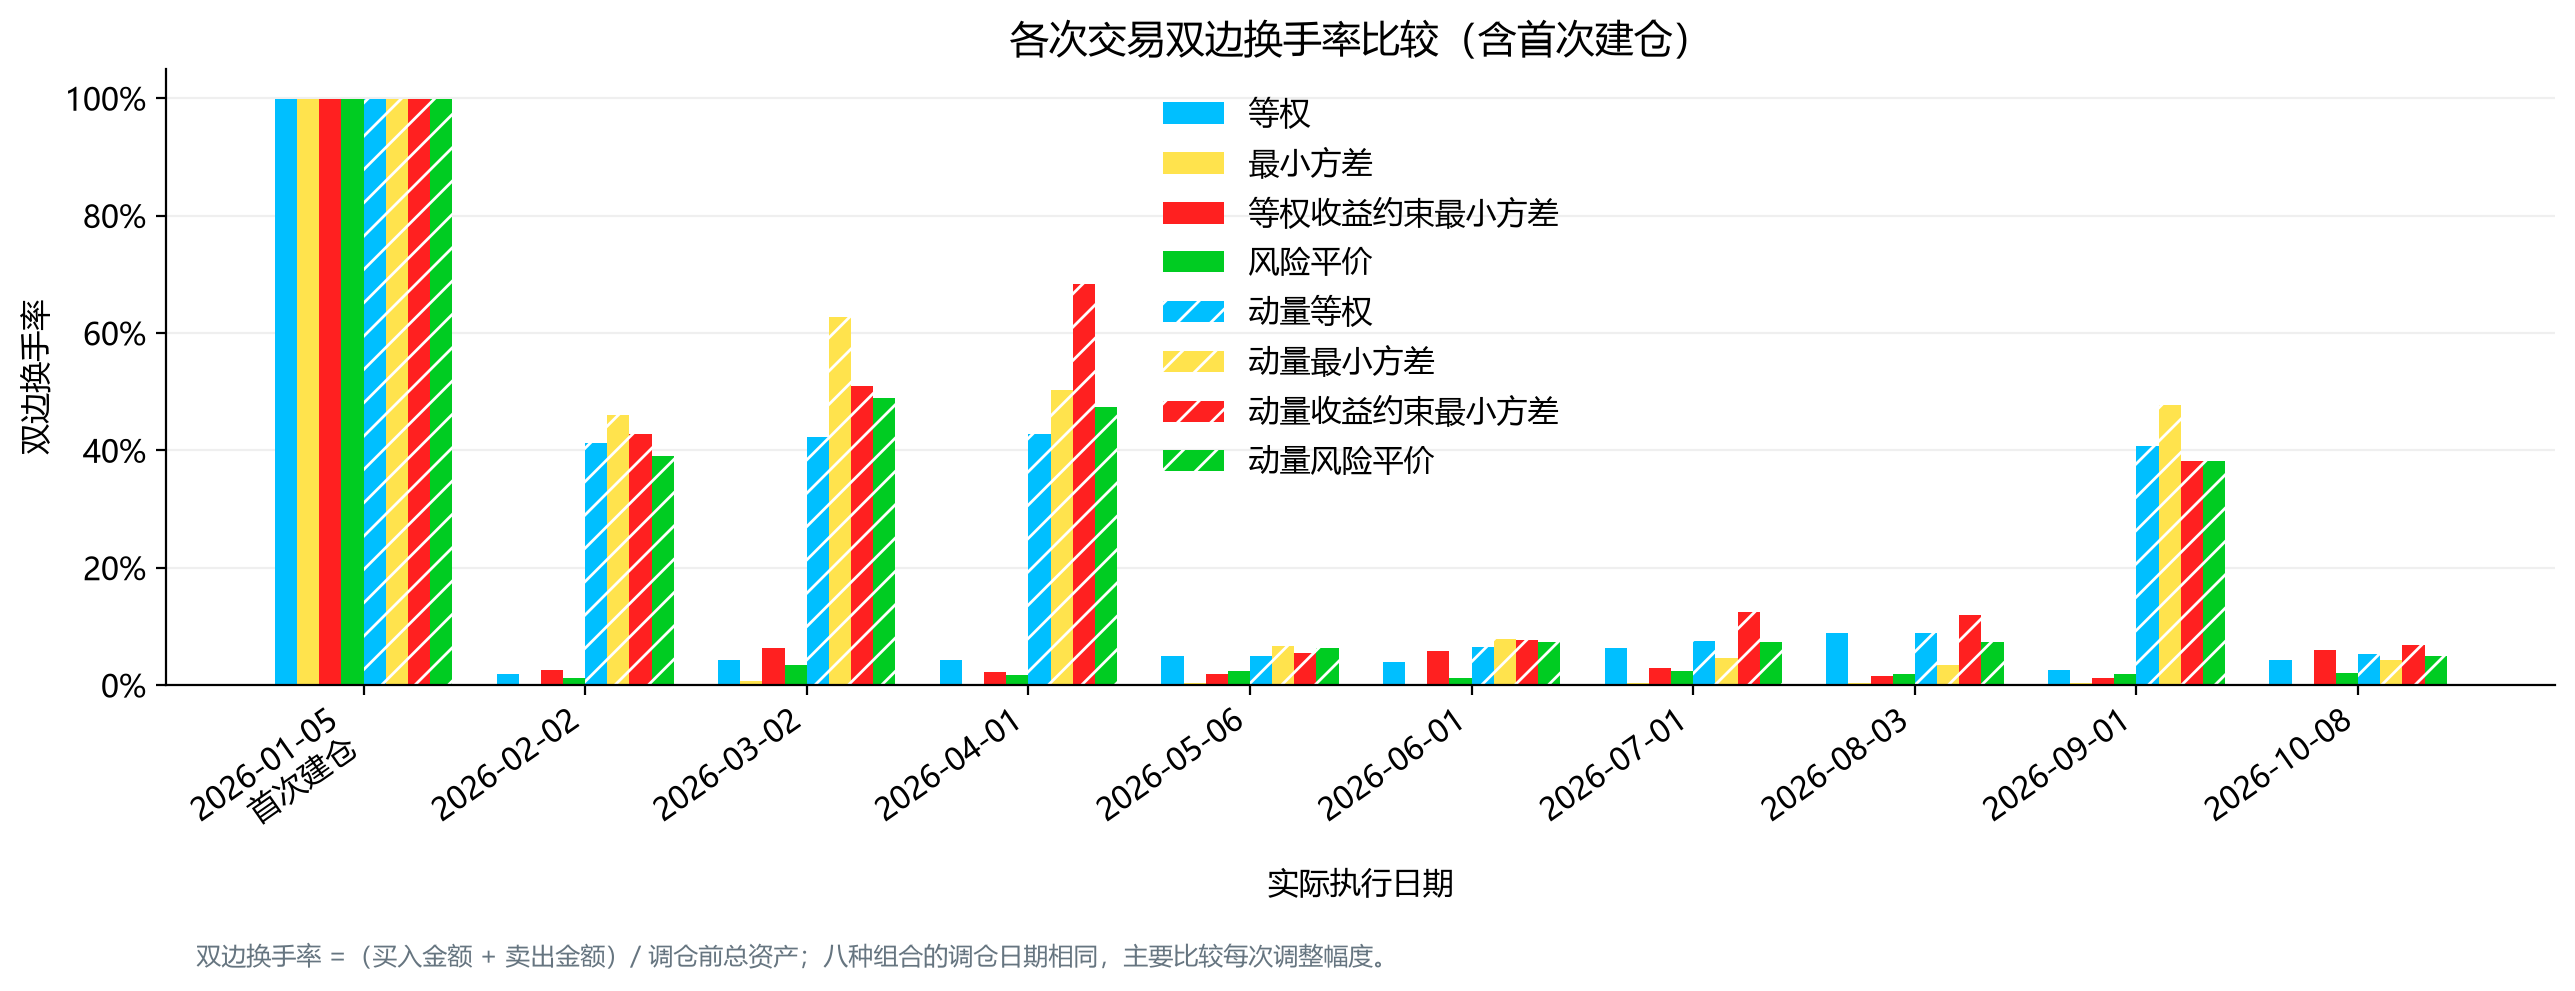 各次交易双边换手率比较（含首次建仓）
100%
80%
60%
40%
20%
0%
双边换手率
等权
最小方差
等权收益约束最小方差
风险平价
动量等权
动量最小方差
动量收益约束最小方差
动量风险平价
2026-01-05
首次建仓
2026-02-02
2026-03-02
2026-04-01
2026-05-06
2026-06-01
2026-07-01
2026-08-03
2026-09-01
2026-10-08
实际执行日期
双边换手率 =（买入金额 + 卖出金额）/ 调仓前总资产；八种组合的调仓日期相同，主要比较每次调整幅度。